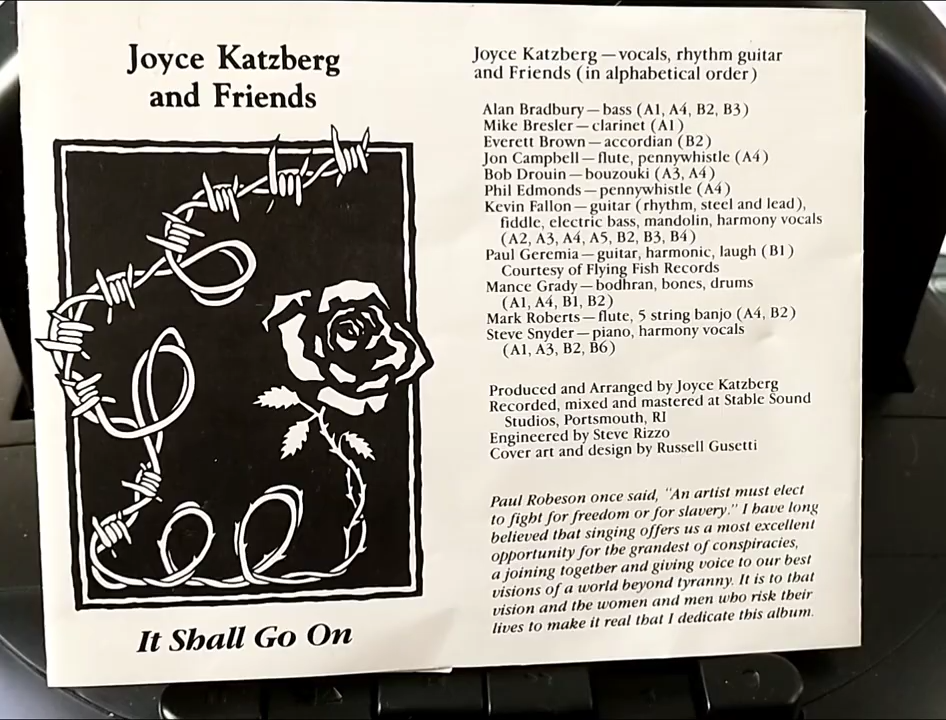 Joyce Katzberg
and Friends
It Shall Go On
Joyce Katzberg — vocals, rhythm guitar
and Friends (in alphabetical order)
Alan Bradbury — bass (A1, A4, B2, B3)
Mike Bresler — clarinet (A1)
Everett Brown — accordian (B2)
Jon Campbell — flute, pennywhistle (A4)
Bob Drouin — bouzouki (A3, A4)
Phil Edmonds — pennywhistle (A4)
Kevin Fallon — guitar (rhythm, steel and lead),
fiddle, electric bass, mandolin, harmony vocals
(A2, A3, A4, A5, B2, B3, B4)
Paul Geremia — guitar, harmonic, laugh (B1)
Courtesy of Flying Fish Records
Mance Grady — bodhran, bones, drums
(A1, A4, B1, B2)
Mark Roberts — flute, 5 string banjo (A4, B2)
Steve Snyder — piano, harmony vocals
(A1, A3, B2, B6)
Produced and Arranged by Joyce Katzberg
Recorded, mixed and mastered at Stable Sound
Studios, Portsmouth, RI
Engineered by Steve Rizzo
Cover art and design by Russell Gusetti
Paul Robeson once said, "An artist must elect
to fight for freedom or for slavery." I have long
believed that singing offers us a most excellent
opportunity for the grandest of conspiracies,
a joining together and giving voice to our best
visions of a world beyond tyranny. It is to that
vision and the women and men who risk their
lives to make it real that I dedicate this album.